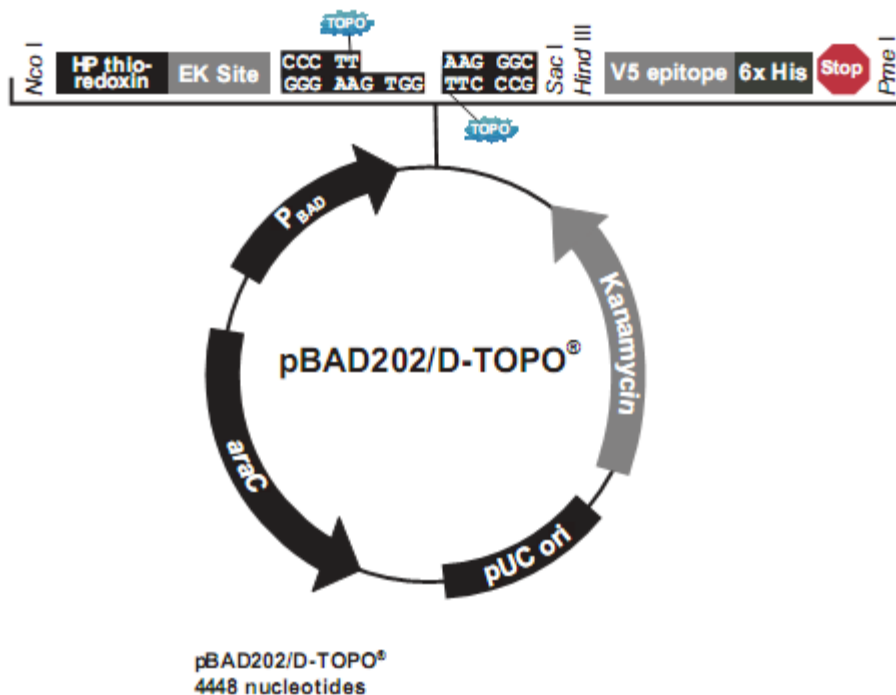 TOPO
Nco I
HP thio-
redoxin
EK Site
CCC TT
GGG AAG TGG
AAG GGC
TTC CCG
TOPO
Sac I
Hind III
V5 epitope
6x His
Stop
Pme I
PBAD
araC
pUC ori
Kanamycin
pBAD202/D-TOPO®
pBAD202/D-TOPO®
4448 nucleotides